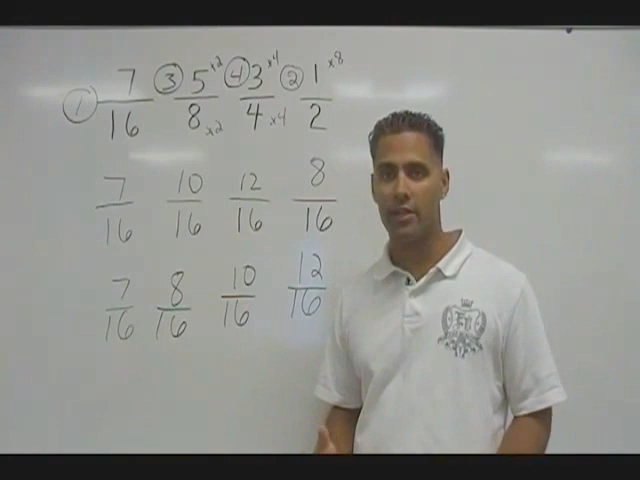 ① 7/16 ③ 5/8 ×2 ×2 ④ 3/4 ×4 ×4 ② 1/2 ×8
7/16 10/16 12/16 8/16
7/16 8/16 10/16 12/16